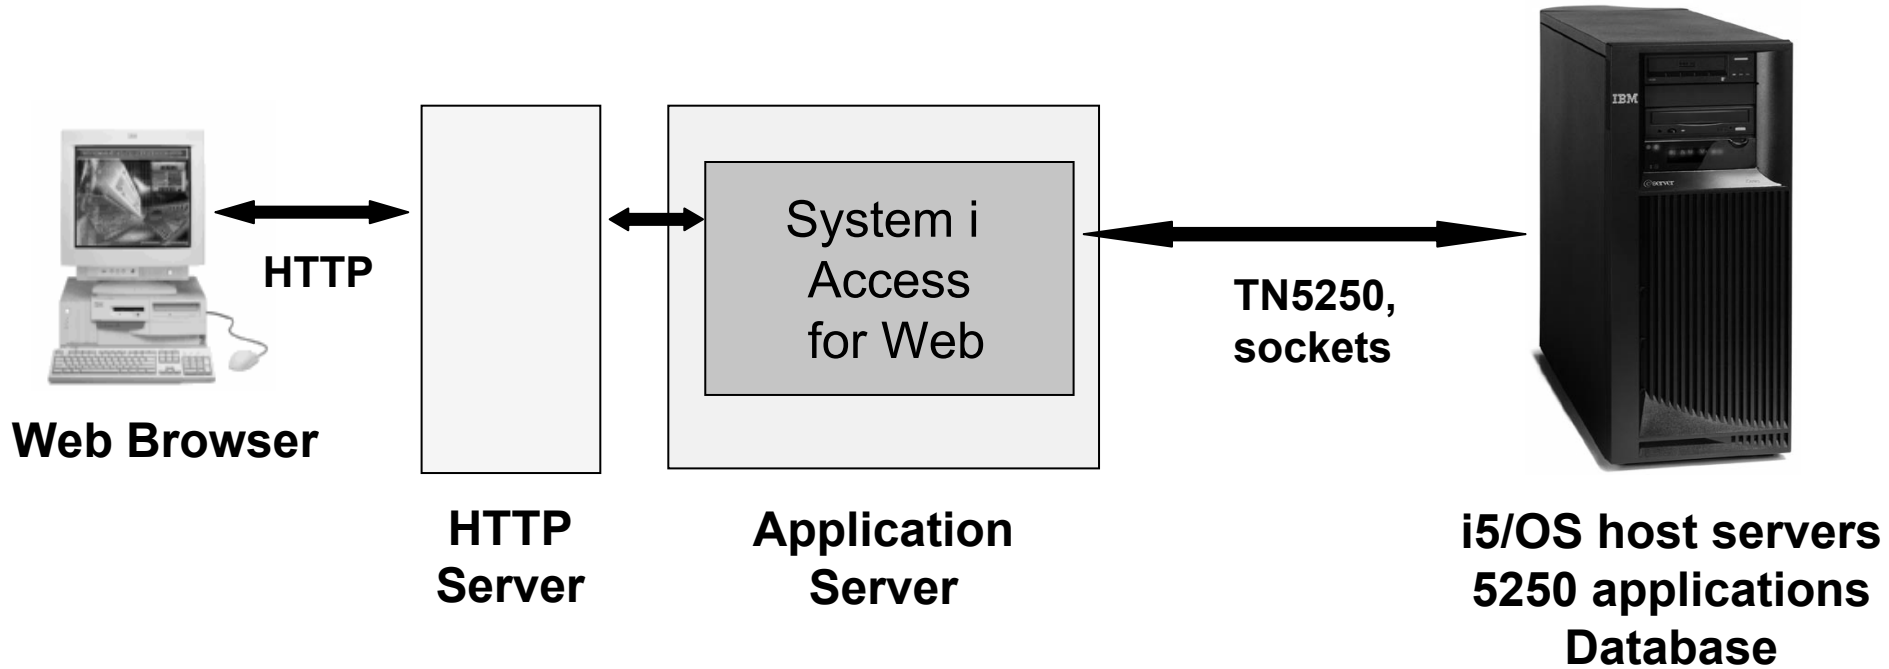 IBM
@server
System i
Access
for Web
HTTP
TN5250,
sockets
Web Browser
HTTP
Server
Application
Server
i5/OS host servers
5250 applications
Database